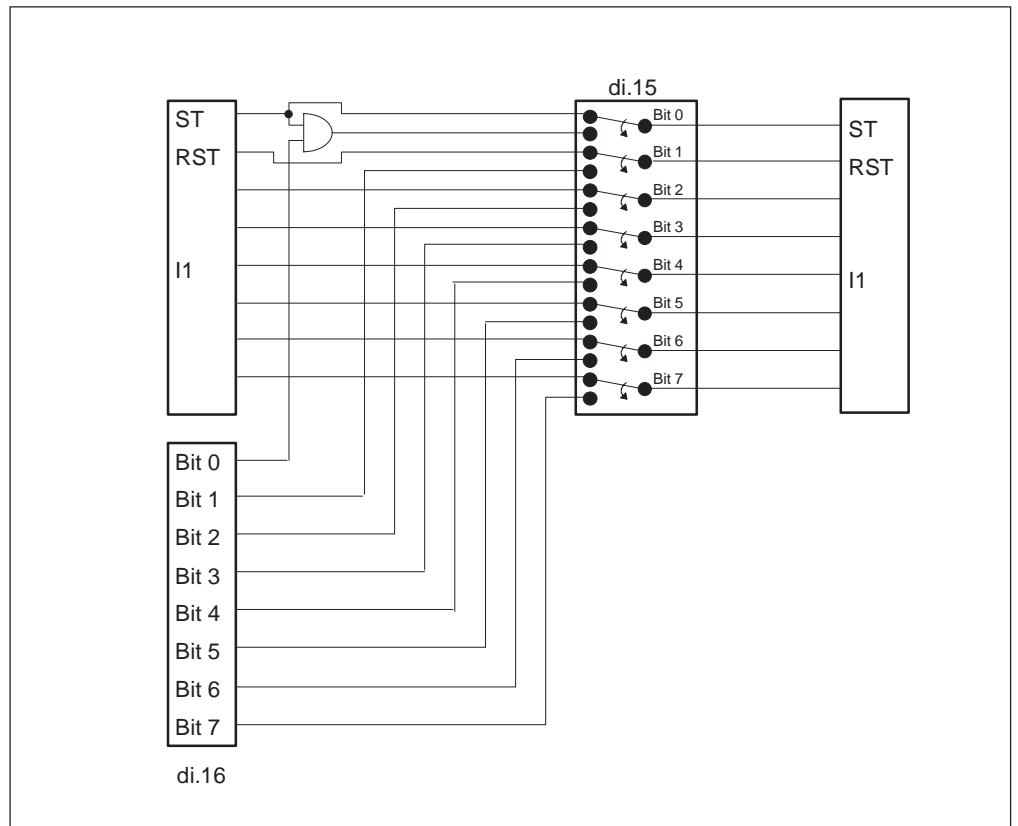 di.15
ST
RST
I1
Bit 0
Bit 1
Bit 2
Bit 3
Bit 4
Bit 5
Bit 6
Bit 7
ST
RST
I1
Bit 0
Bit 1
Bit 2
Bit 3
Bit 4
Bit 5
Bit 6
Bit 7
di.16